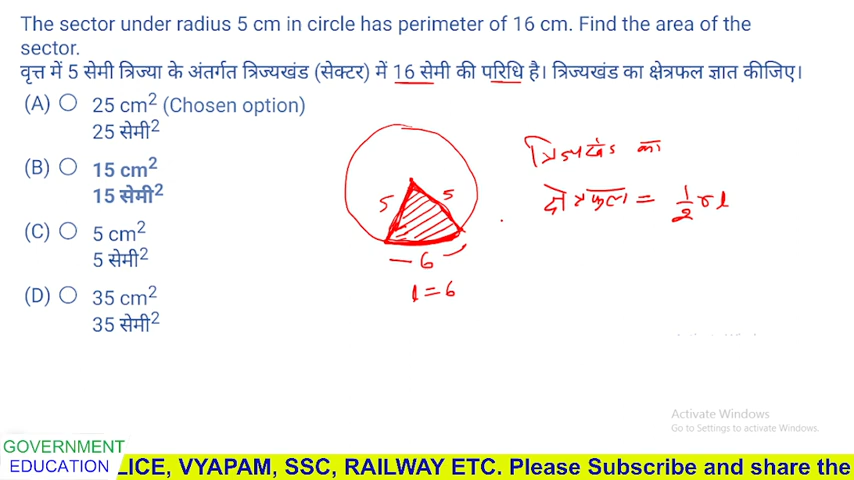 The sector under radius 5 cm in circle has perimeter of 16 cm. Find the area of the
sector.
वृत्त में 5 सेमी त्रिज्या के अंतर्गत त्रिज्यखंड (सेक्टर) में 16 सेमी की परिधि है। त्रिज्यखंड का क्षेत्रफल ज्ञात कीजिए।
(A) 25 cm² (Chosen option)
25 सेमी²
(B) 15 cm²
15 सेमी²
(C) 5 cm²
5 सेमी²
(D) 35 cm²
35 सेमी²
त्रिज्यखंड का
क्षेत्रफल = 1/2 r l
5 5
6
l = 6
Activate Windows
Go to Settings to activate Windows.
GOVERNMENT
EDUCATION
LICE, VYAPAM, SSC, RAILWAY ETC. Please Subscribe and share the